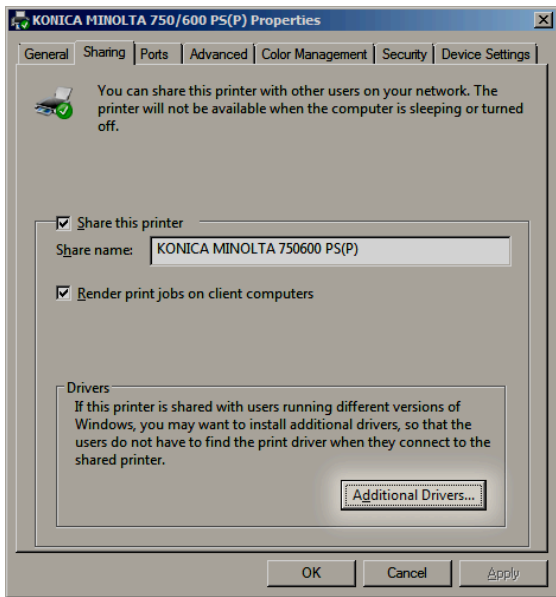 KONICA MINOLTA 750/600 PS(P) Properties
General Sharing Ports Advanced Color Management Security Device Settings
You can share this printer with other users on your network. The
printer will not be available when the computer is sleeping or turned
off.
Share this printer
Share name: KONICA MINOLTA 750600 PS(P)
Render print jobs on client computers
Drivers
If this printer is shared with users running different versions of
Windows, you may want to install additional drivers, so that the
users do not have to find the print driver when they connect to the
shared printer.
Additional Drivers...
OK Cancel Apply